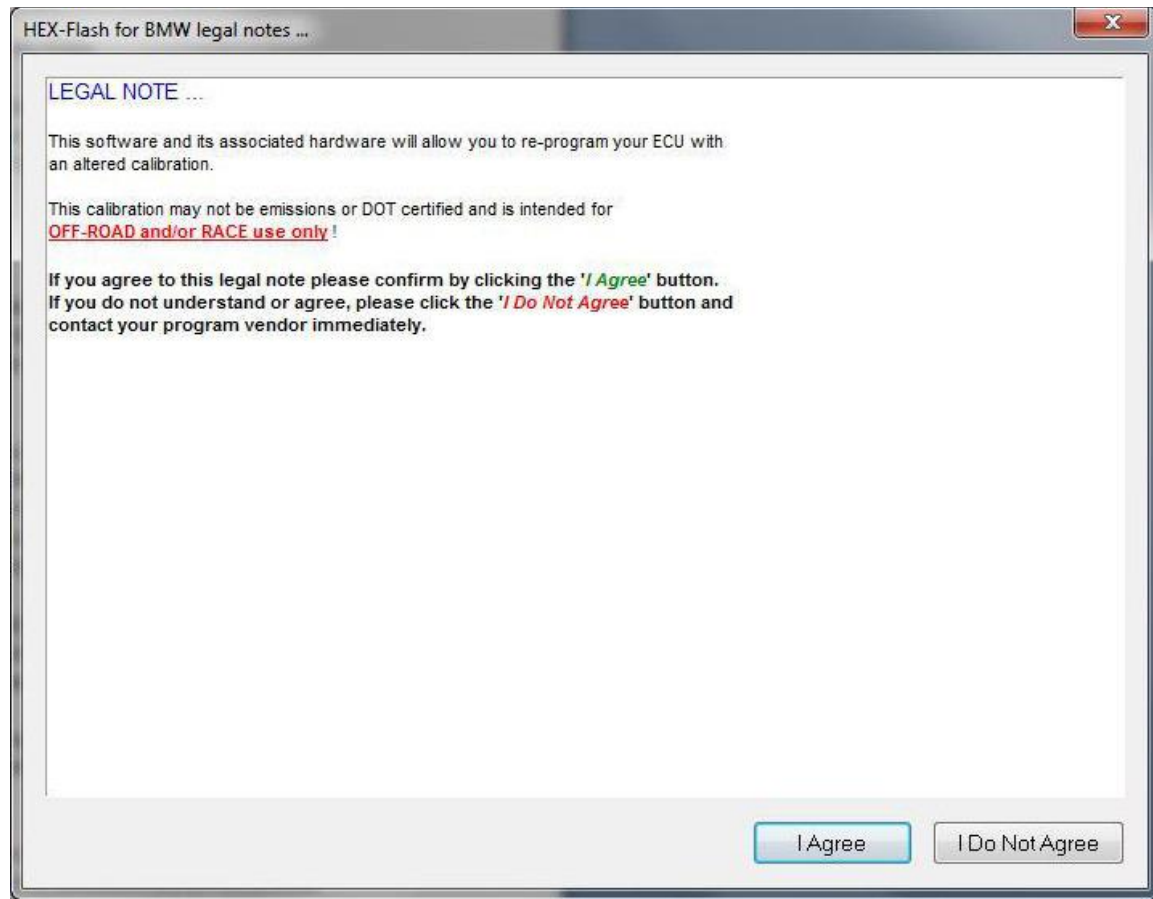 HEX-Flash for BMW legal notes ...
LEGAL NOTE ...
This software and its associated hardware will allow you to re-program your ECU with
an altered calibration.
This calibration may not be emissions or DOT certified and is intended for
OFF-ROAD and/or RACE use only !
If you agree to this legal note please confirm by clicking the 'I Agree' button.
If you do not understand or agree, please click the 'I Do Not Agree' button and
contact your program vendor immediately.
I Agree
I Do Not Agree